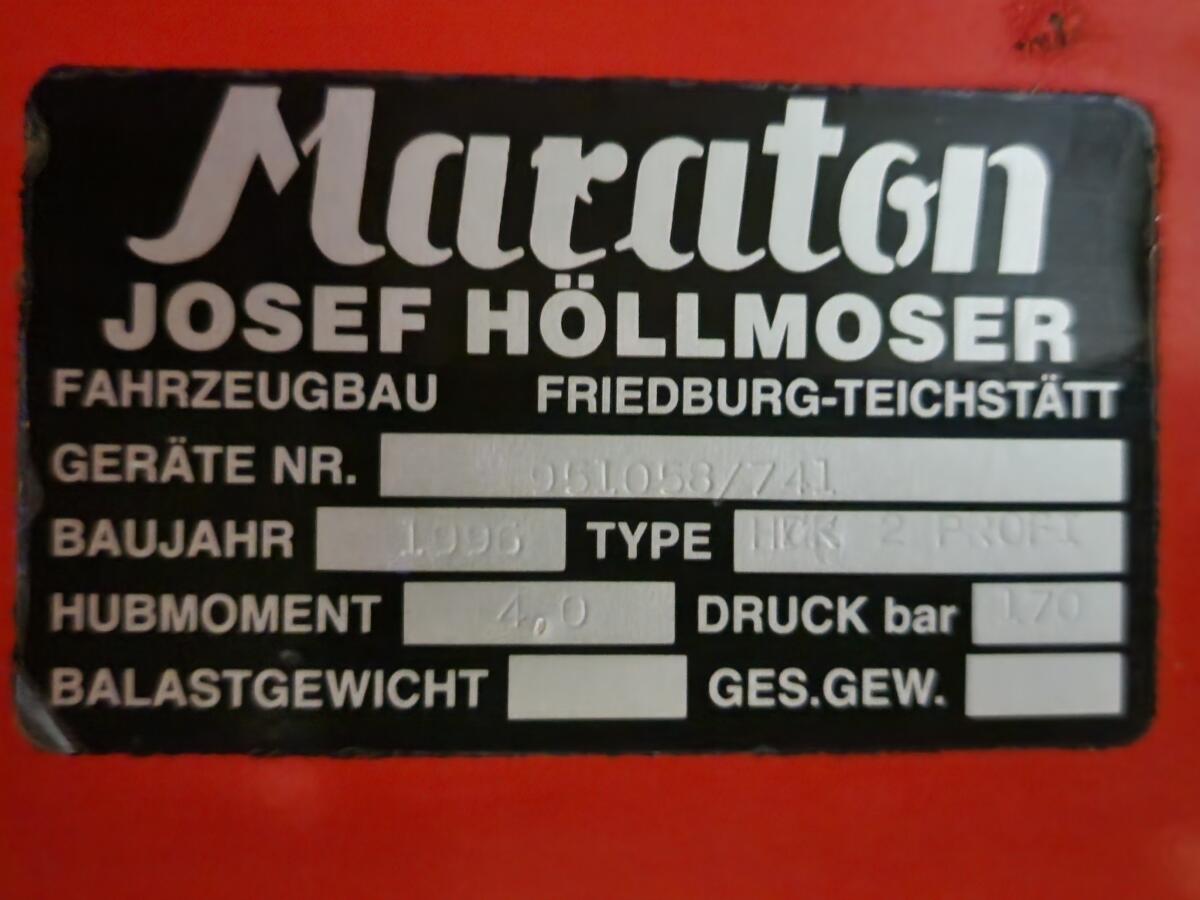 Maraton
JOSEF HÖLLMOSER
FAHRZEUGBAU FRIEDBURG-TEICHSTÄTT
GERÄTE NR. 951058/741
BAUJAHR 1996 TYPE 2 PROFI
HUBMOMENT 4,0 DRUCK bar 170
BALASTGEWICHT GES.GEW.